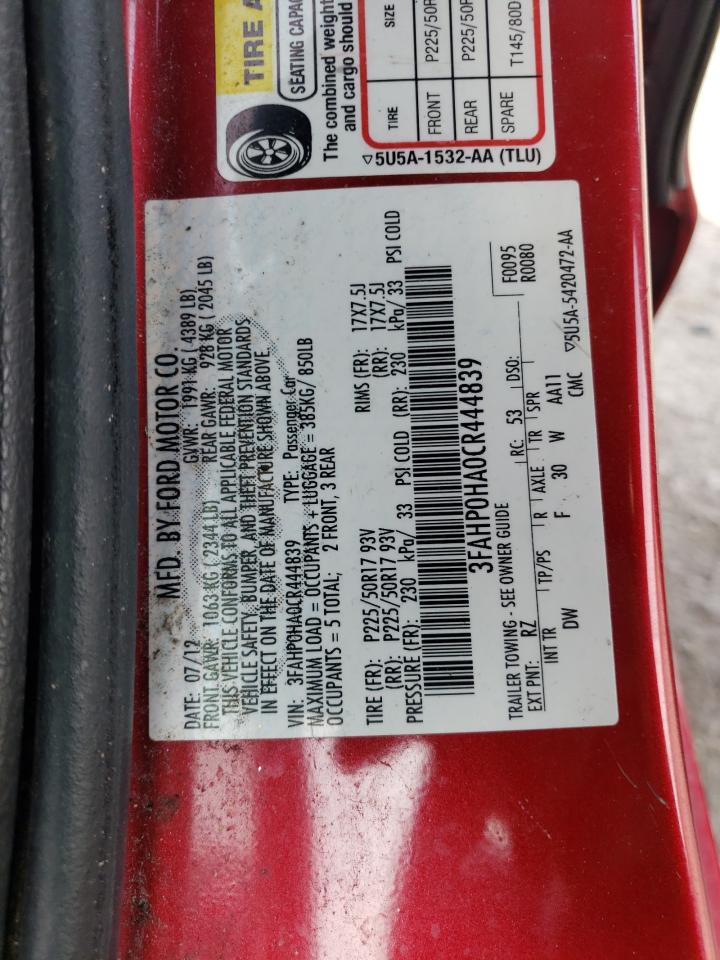 TIRE A
SEATING CAPAC
The combined weight
and cargo should
TIRE SIZE
FRONT P225/50R
REAR P225/50R
SPARE T145/80D
▽5U5A-1532-AA (TLU)
MFD. BY FORD MOTOR CO.
DATE: 07/12 GVWR: 1991 KG ( 4389 LB)
FRONT GAWR: 1063 KG ( 2344 LB) REAR GAWR: 928 KG ( 2045 LB)
THIS VEHICLE CONFORMS TO ALL APPLICABLE FEDERAL MOTOR
VEHICLE SAFETY, BUMPER, AND THEFT PREVENTION STANDARDS
IN EFFECT ON THE DATE OF MANUFACTURE SHOWN ABOVE.
VIN: 3FAHP0HA0CR444839 TYPE: Passenger Car
MAXIMUM LOAD = OCCUPANTS + LUGGAGE = 385KG/ 850LB
OCCUPANTS = 5 TOTAL; 2 FRONT, 3 REAR
TIRE (FR): P225/50R17 93V RIMS (FR): 17X7.5J
(RR): P225/50R17 93V (RR): 17X7.5J
PRESSURE (FR): 230 kPa/ 33 PSI COLD (RR): 230 kPa/ 33 PSI COLD
3FAHP0HA0CR444839
TRAILER TOWING - SEE OWNER GUIDE F0095
EXT PNT: RZ RC: 53 DSO: R0080
INT TR TP/PS R AXLE TR SPR
DW F 30 W AA11
CMC ▽5U5A-5420472-AA